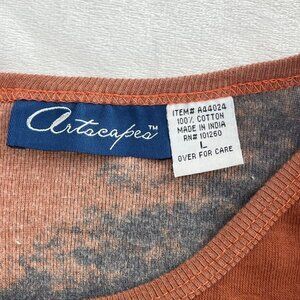 Artscapes™
ITEM# A44024
100% COTTON
MADE IN INDIA
RN# 101260
L
OVER FOR CARE